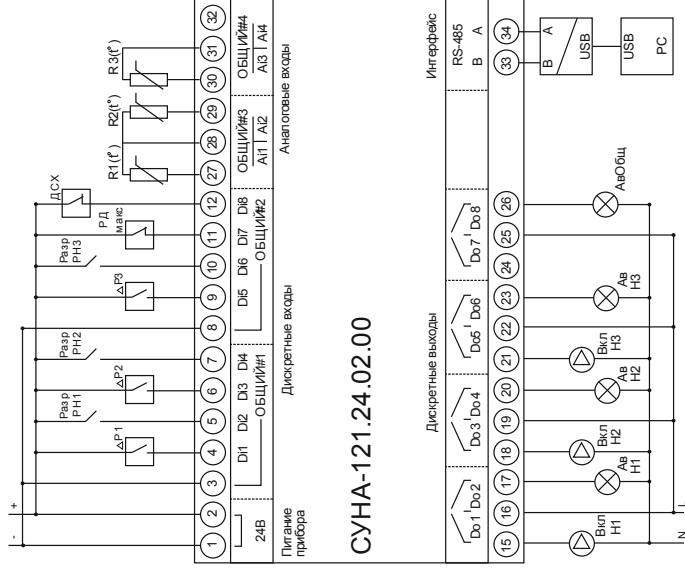 - +
ΔP1
Разр
РН1
ΔP2
Разр
РН2
ΔP3
Разр
РН3
РД
макс
ДСХ
R1(t°)
R2(t°)
R3(t°)
1 2 3 4 5 6 7 8 9 10 11 12 27 28 29 30 31 32
24В
Di1 Di2 Di3 Di4
ОБЩИЙ#1
Di5 Di6 Di7 Di8
ОБЩИЙ#2
ОБЩИЙ#3
Ai1 Ai2
ОБЩИЙ#4
Ai3 Ai4
Питание
прибора
Дискретные входы
Аналоговые входы
СУНА-121.24.02.00
Дискретные выходы
Интерфейс
RS-485
B A
Do1 Do2
Do3 Do4
Do5 Do6
Do7 Do8
15 16 17 18 19 20 21 22 23 24 25 26 33 34
Вкл
Н1
Ав
Н1
Вкл
Н2
Ав
Н2
Вкл
Н3
Ав
Н3
АвОбщ
B A
USB
USB
PC
N L